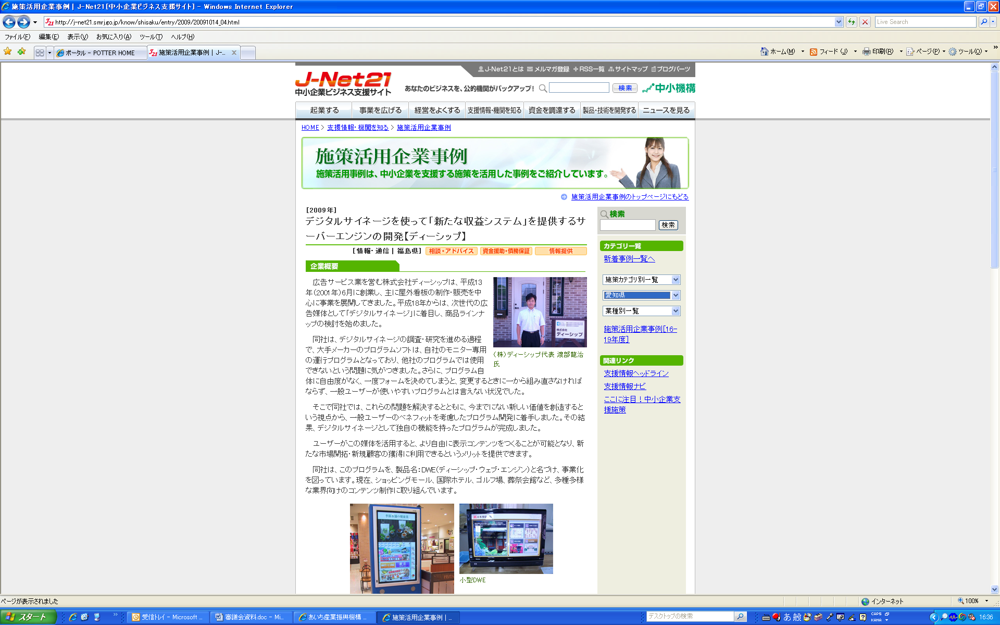 施策活用企業事例 | J-Net21[中小企業ビジネス支援サイト] - Windows Internet Explorer
http://j-net21.smrj.go.jp/know/shisaku/entry/2009/20091014_04.html
Live Search
ファイル(F) 編集(E) 表示(V) お気に入り(A) ツール(T) ヘルプ(H)
ポータル - POTTER HOME
施策活用企業事例 | J-...
ホーム(M) フィード(J) 印刷(R) ページ(P) ツール(O)
J-Net21とは メルマガ登録 RSS一覧 サイトマップ ブログパーツ
J-Net21
中小企業ビジネス支援サイト
あなたのビジネスを、公的機関がバックアップ!
検索
中小機構
起業する 事業を広げる 経営をよくする 支援情報・機関を知る 資金を調達する 製品・技術を開発する ニュースを見る
HOME > 支援情報・機関を知る > 施策活用企業事例
施策活用企業事例
施策活用事例は、中小企業を支援する施策を活用した事例をご紹介しています。
施策活用企業事例のトップページにもどる
[2009年]
デジタルサイネージを使って「新たな収益システム」を提供するサ
ーバーエンジンの開発【ディーシップ】
[情報・通信 | 福島県] 相談・アドバイス 資金援助・債務保証 情報提供
企業概要
広告サービス業を営む株式会社ディーシップは、平成13
年(2001年)6月に創業し、主に屋外看板の制作・販売を中
心に事業を展開してきました。平成18年からは、次世代の広
告媒体として「デジタルサイネージ」に着目し、商品ラインナ
ップの検討を始めました。
株式会社
ディーシップ
(株)ディーシップ代表 渡部龍治
氏
同社は、デジタルサイネージの調査・研究を進める過程
で、大手メーカーのプログラムソフトは、自社のモニター専用
の運行プログラムとなっており、他社のプログラムでは使用
できないという問題に気がつきました。さらに、プログラム自
体に自由度がなく、一度フォームを決めてしまうと、変更するときに一から組み直さなければ
ならず、一般ユーザーが使いやすいプログラムとは言えない状況でした。
そこで同社では、これらの問題を解決するとともに、今までにない新しい価値を創造すると
いう視点から、一般ユーザーのベネフィットを考慮したプログラム開発に着手しました。その結
果、デジタルサイネージとして独自の機能を持ったプログラムが完成しました。
ユーザーがこの媒体を活用すると、より自由に表示コンテンツをつくることが可能となり、新
たな市場開拓・新規顧客の獲得に利用できるというメリットを提供できます。
同社は、このプログラムを、製品名:DWE(ディーシップ・ウェブ・エンジン)と名づけ、事業化
を図っています。現在、ショッピングモール、国際ホテル、ゴルフ場、葬祭会館など、多種多様
な業界向けのコンテンツ制作に取り組んでいます。
小型DWE
検索
検索
カテゴリ一覧
新着事例一覧へ
施策カテゴリ別一覧
愛知県
業種別一覧
施策活用企業事例[16-
19年度]
関連リンク
支援情報ヘッドライン
支援情報ナビ
ここに注目!中小企業支
援施策
ページが表示されました
インターネット
100%
スタート
受信トレイ - Microsoft ...
審議会資料.doc - Mi...
あいち産業振興機構 ...
施策活用企業事例 | ...
デスクトップの検索
あ 般
CAPS
KANA
16:36